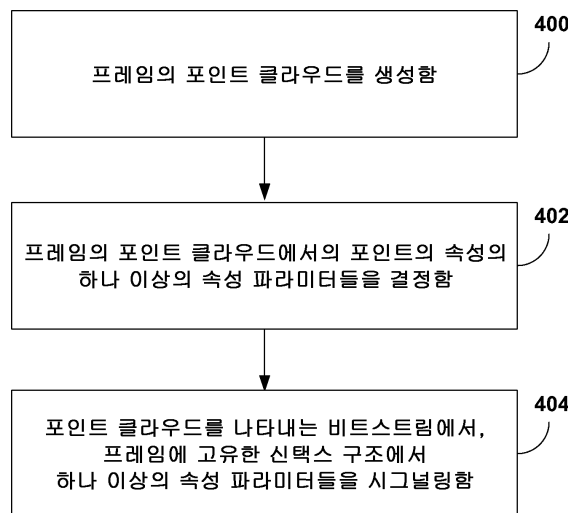 400
프레임의 포인트 클라우드를 생성함
402
프레임의 포인트 클라우드에서의 포인트의 속성의
하나 이상의 속성 파라미터들을 결정함
404
포인트 클라우드를 나타내는 비트스트림에서,
프레임에 고유한 신택스 구조에서
하나 이상의 속성 파라미터들을 시그널링함